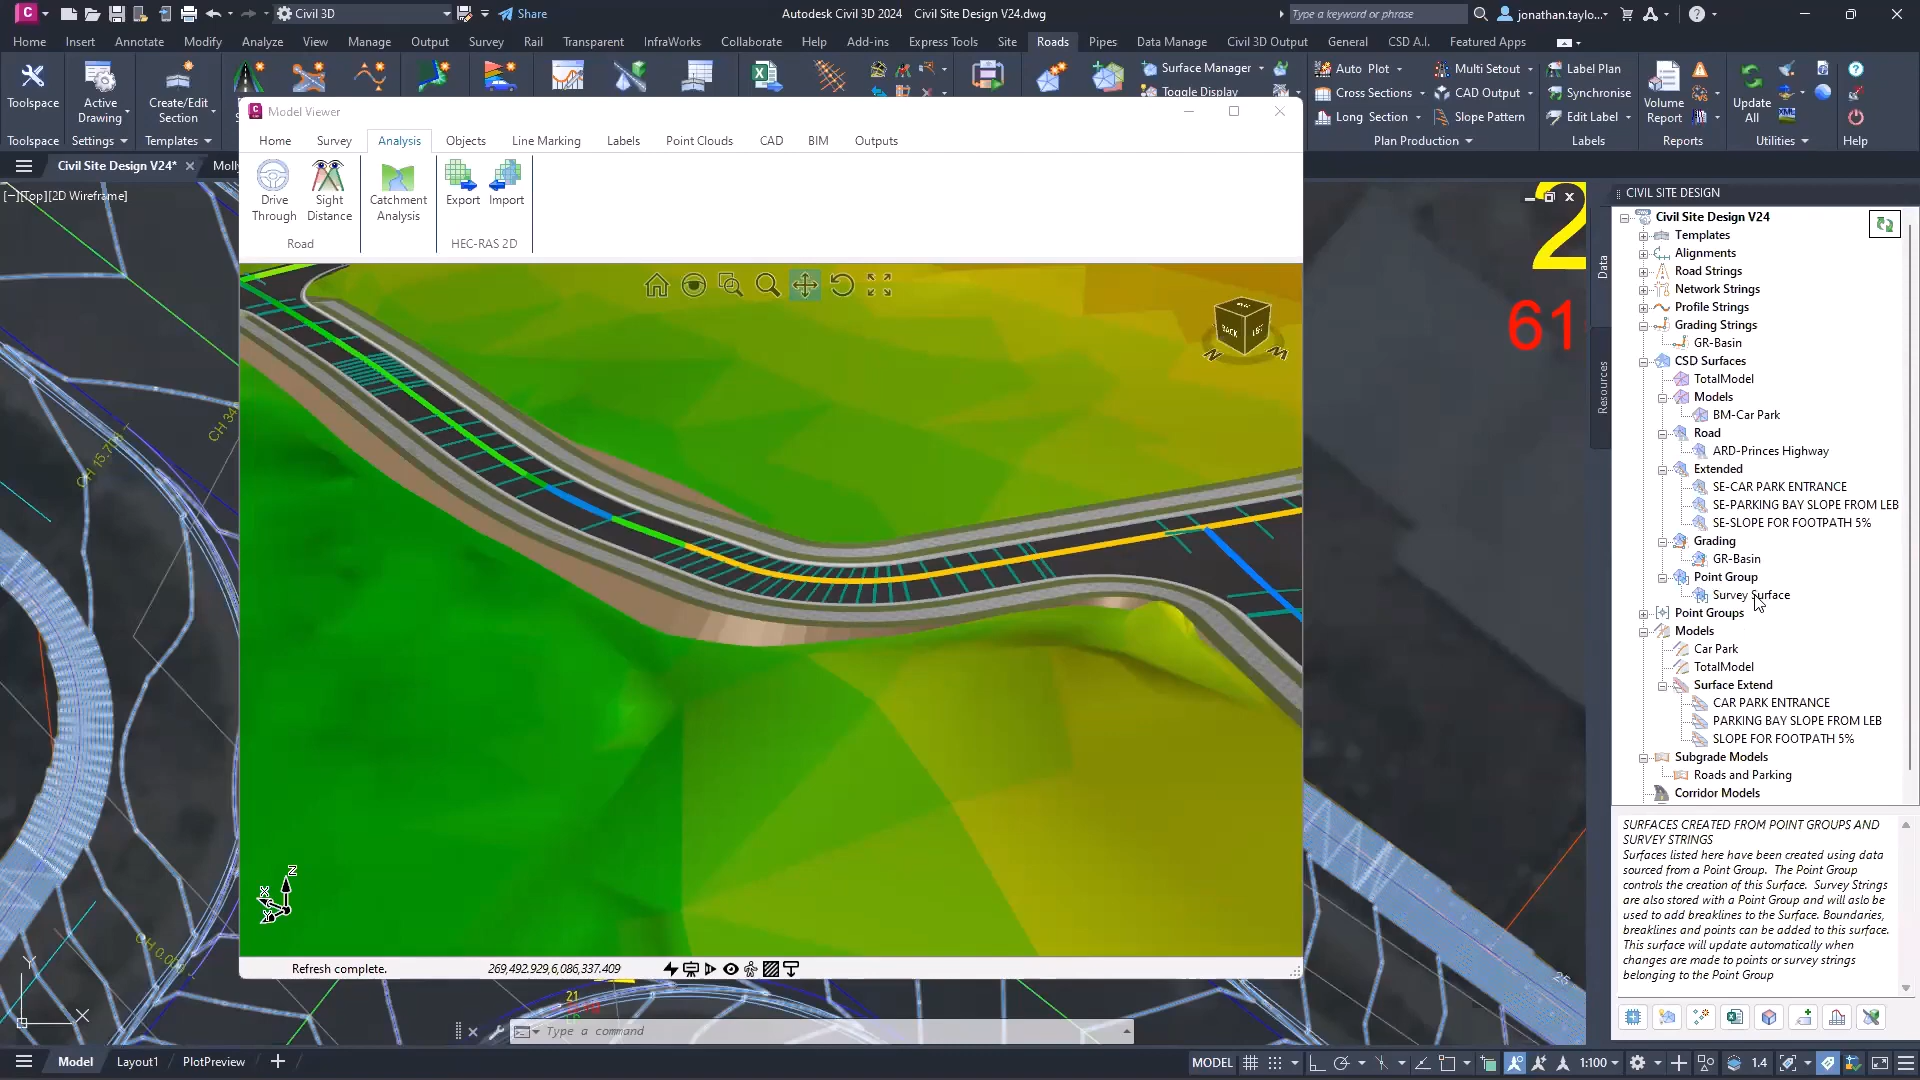 Civil 3D
Share
Autodesk Civil 3D 2024 Civil Site Design V24.dwg
Type a keyword or phrase
jonathan.taylo...
Home Insert Annotate Modify Analyze View Manage Output Survey Rail Transparent InfraWorks Collaborate Help Add-ins Express Tools Site Roads Pipes Data Manage Civil 3D Output General CSD A.I. Featured Apps
Toolspace
Active Drawing
Create/Edit Section
Surface Manager
Toggle Display
Auto Plot
Cross Sections
Long Section
Multi Setout
CAD Output
Slope Pattern
Label Plan
Synchronise
Edit Label
Volume Report
Update All
Toolspace Settings Templates Plan Production Labels Reports Utilities Help
Civil Site Design V24*
Molly
[−][Top][2D Wireframe]
Model Viewer
Home Survey Analysis Objects Line Marking Labels Point Clouds CAD BIM Outputs
Drive Through
Sight Distance
Catchment Analysis
Export
Import
Road
HEC-RAS 2D
BACK
N
CH 15.706
CH 34
CH 0.00
2
61
26
Z
X
Y
Refresh complete.
269,492.929,6,086,337.409
21
Y
X
Type a command
Model
Layout1
PlotPreview
MODEL
1:100
1.4
CIVIL SITE DESIGN
Data
Resources
Civil Site Design V24
Templates
Alignments
Road Strings
Network Strings
Profile Strings
Grading Strings
GR-Basin
CSD Surfaces
TotalModel
Models
BM-Car Park
Road
ARD-Princes Highway
Extended
SE-CAR PARK ENTRANCE
SE-PARKING BAY SLOPE FROM LEB
SE-SLOPE FOR FOOTPATH 5%
Grading
GR-Basin
Point Group
Survey Surface
Point Groups
Models
Car Park
TotalModel
Surface Extend
CAR PARK ENTRANCE
PARKING BAY SLOPE FROM LEB
SLOPE FOR FOOTPATH 5%
Subgrade Models
Roads and Parking
Corridor Models
SURFACES CREATED FROM POINT GROUPS AND
SURVEY STRINGS
Surfaces listed here have been created using data
sourced from a Point Group. The Point Group
controls the creation of this Surface. Survey Strings
are also stored with a Point Group and will aslo be
used to add breaklines to the Surface. Boundaries,
breaklines and points can be added to this surface.
This surface will update automatically when
changes are made to points or survey strings
belonging to the Point Group